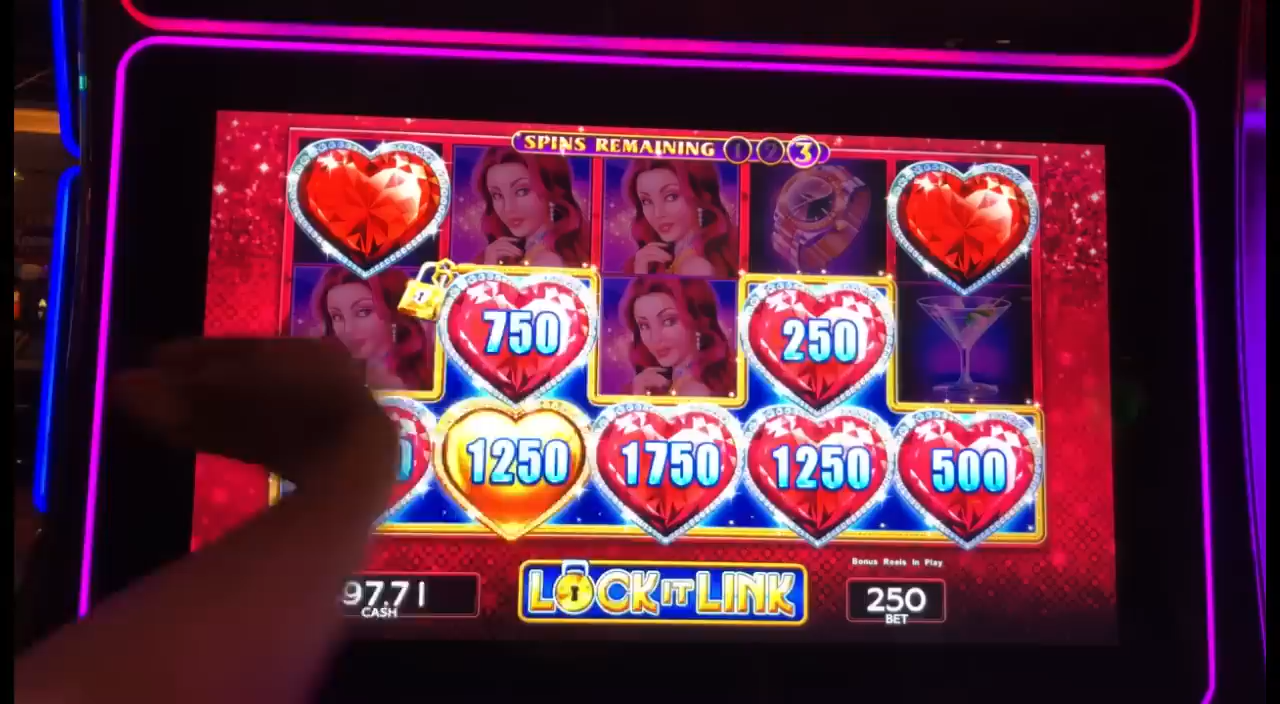 SPINS REMAINING 1 2 3
750
250
1250
1750
1250
500
Bonus Reels In Play
97.71
CASH
LOCK IT LINK
250
BET